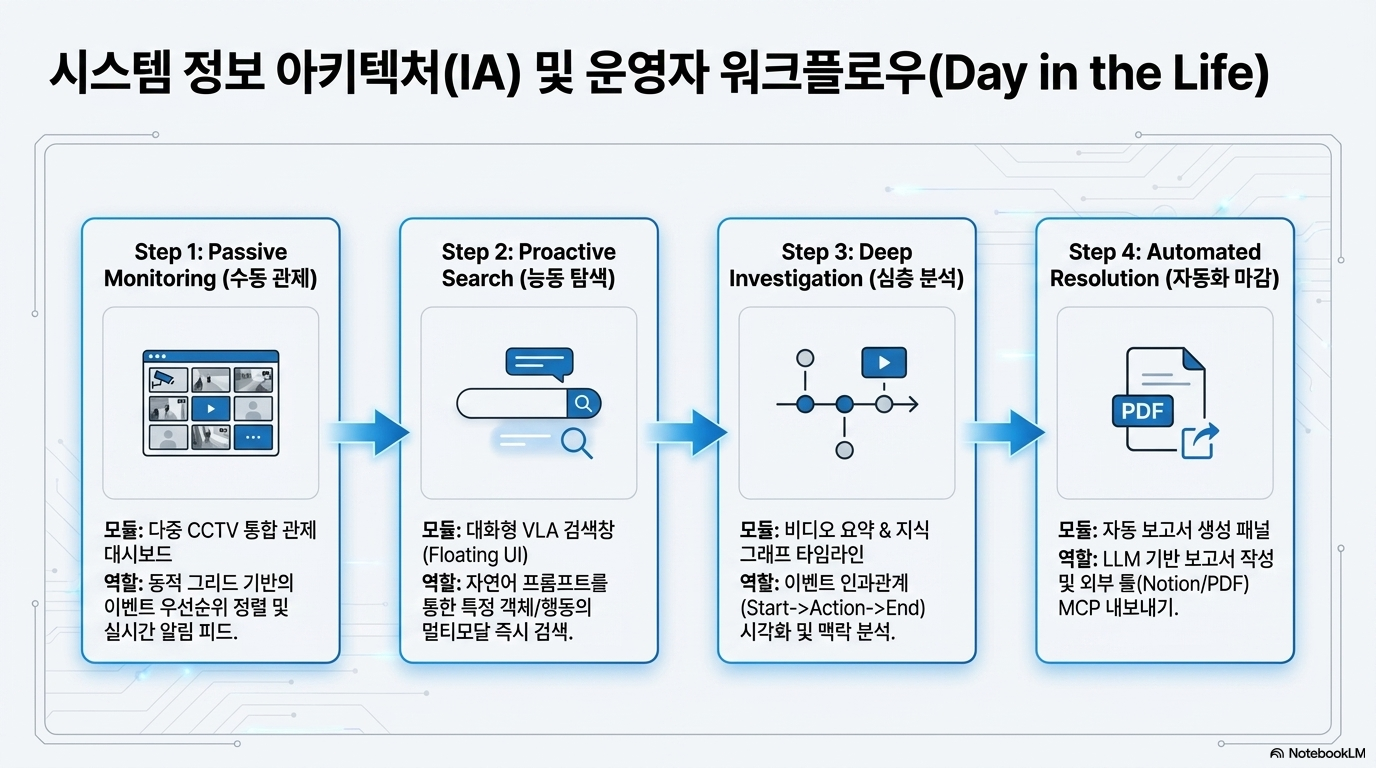 시스템 정보 아키텍처(IA) 및 운영자 워크플로우(Day in the Life)
Step 1: Passive
Monitoring (수동 관제)
모듈: 다중 CCTV 통합 관제
대시보드
역할: 동적 그리드 기반의
이벤트 우선순위 정렬 및
실시간 알림 피드.
Step 2: Proactive
Search (능동 탐색)
모듈: 대화형 VLA 검색창
(Floating UI)
역할: 자연어 프롬프트를
통한 특정 객체/행동의
멀티모달 즉시 검색.
Step 3: Deep
Investigation (심층 분석)
모듈: 비디오 요약 & 지식
그래프 타임라인
역할: 이벤트 인과관계
(Start->Action->End)
시각화 및 맥락 분석.
Step 4: Automated
Resolution (자동화 마감)
PDF
모듈: 자동 보고서 생성 패널
역할: LLM 기반 보고서 작성
및 외부 툴(Notion/PDF)
MCP 내보내기.
NotebookLM